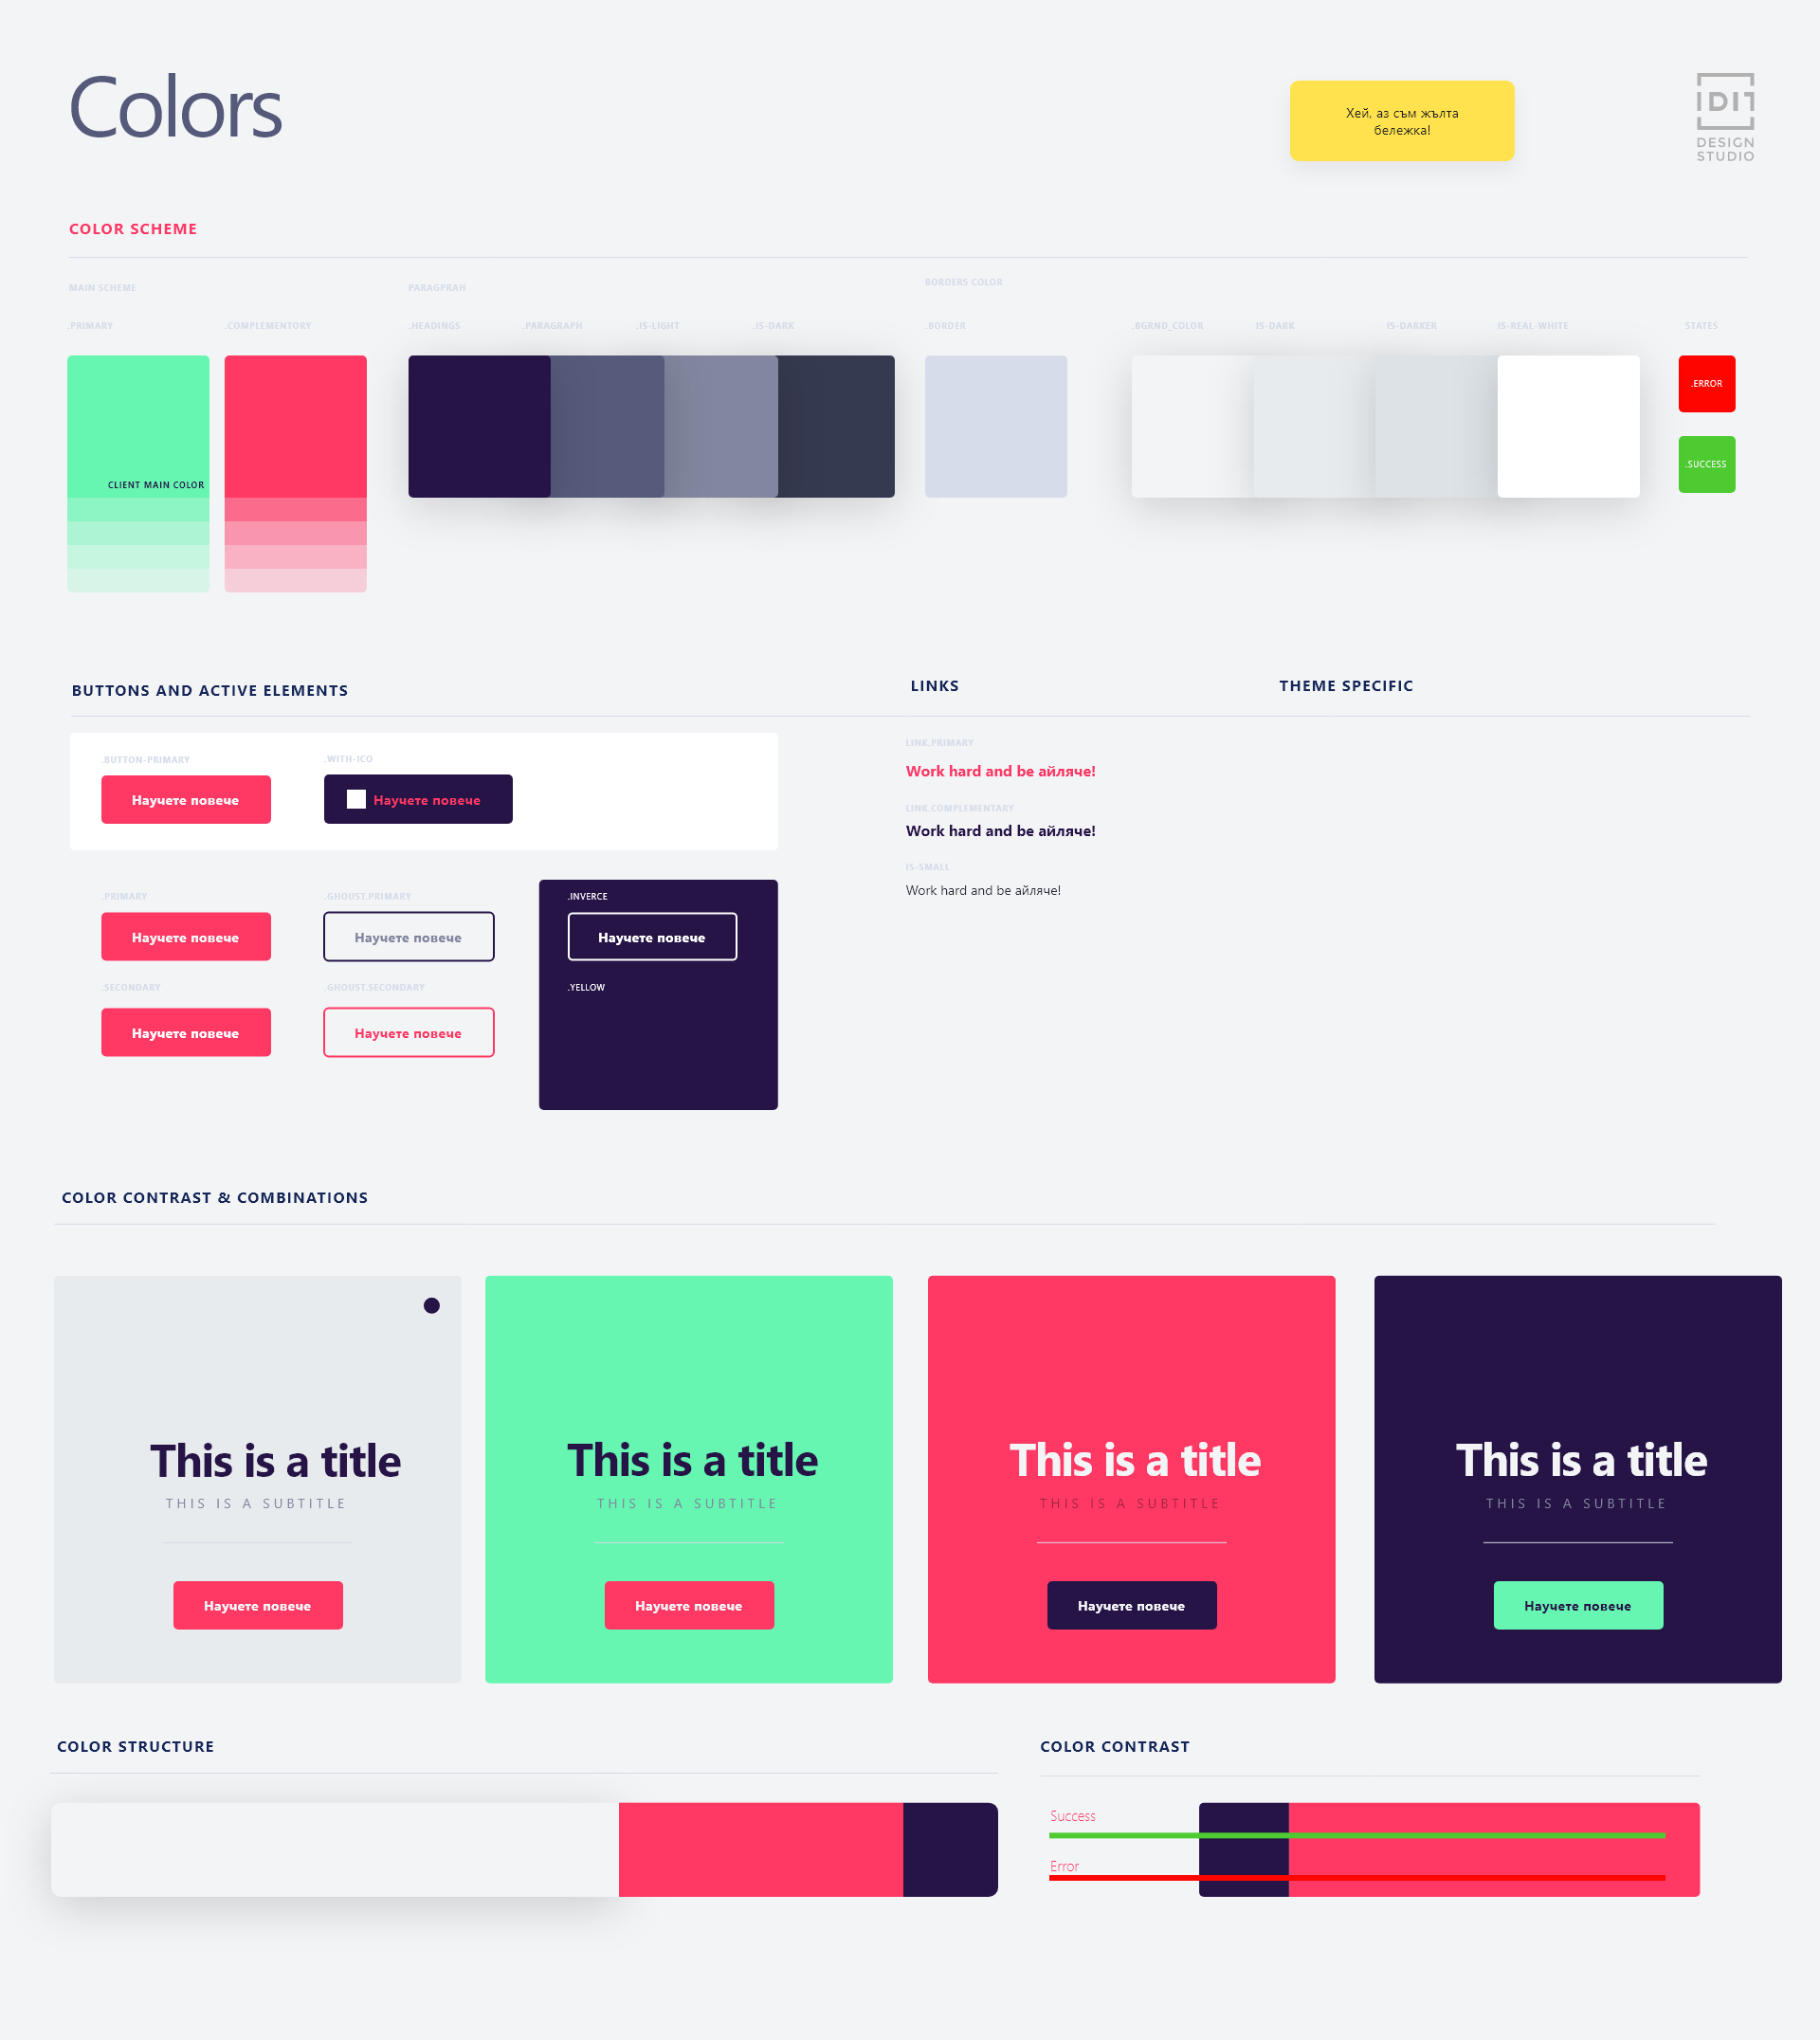 Colors
Хей, аз съм жълта
бележка!
DIT
DESIGN
STUDIO
COLOR SCHEME
MAIN SCHEME
PARAGPRAH
BORDERS COLOR
.PRIMARY
.COMPLEMENTORY
.HEADINGS
.PARAGRAPH
.IS-LIGHT
.IS-DARK
.BORDER
.BGRND_COLOR
IS-DARK
IS-DARKER
IS-REAL-WHITE
STATES
.ERROR
.SUCCESS
CLIENT MAIN COLOR
BUTTONS AND ACTIVE ELEMENTS
LINKS
THEME SPECIFIC
.BUTTON-PRIMARY
.WITH-ICO
Научете повече
Научете повече
LINK.PRIMARY
Work hard and be айляче!
LINK.COMPLEMENTARY
Work hard and be айляче!
IS-SMALL
Work hard and be айляче!
.PRIMARY
.GHOUST.PRIMARY
.INVERCE
Научете повече
Научете повече
Научете повече
.SECONDARY
.GHOUST.SECONDARY
.YELLOW
Научете повече
Научете повече
COLOR CONTRAST & COMBINATIONS
This is a title
THIS IS A SUBTITLE
Научете повече
This is a title
THIS IS A SUBTITLE
Научете повече
This is a title
THIS IS A SUBTITLE
Научете повече
This is a title
THIS IS A SUBTITLE
Научете повече
COLOR STRUCTURE
COLOR CONTRAST
Success
Error